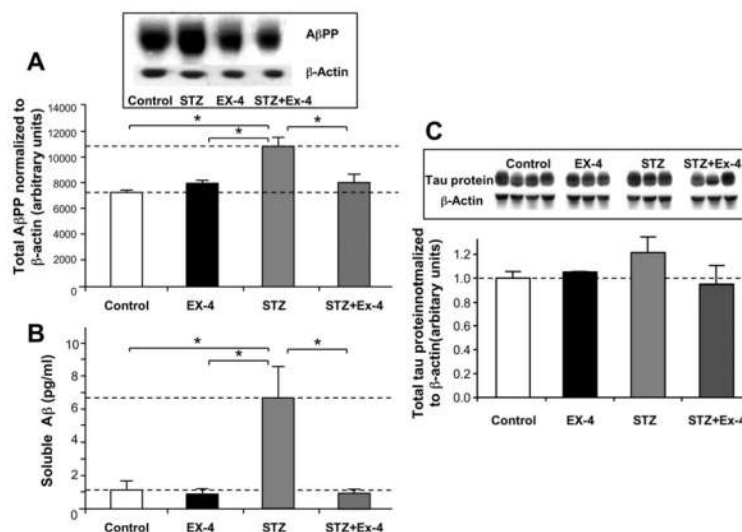 A
AβPP
β-Actin
Control STZ EX-4 STZ+Ex-4
Total AβPP normalized to
β-actin (arbitrary units)
14000
12000
10000
8000
6000
4000
2000
0
* * *
Control EX-4 STZ STZ+Ex-4
B
Soluble Aβ (pg/ml)
10
8
6
4
2
0
* * *
Control EX-4 STZ STZ+Ex-4
C
Control EX-4 STZ STZ+Ex-4
Tau protein
β-Actin
Total tau proteinnotmalized
to β-actin(arbitary units)
1.2
1.0
0.8
0.6
0.4
0.2
0.0
Control EX-4 STZ STZ+Ex-4